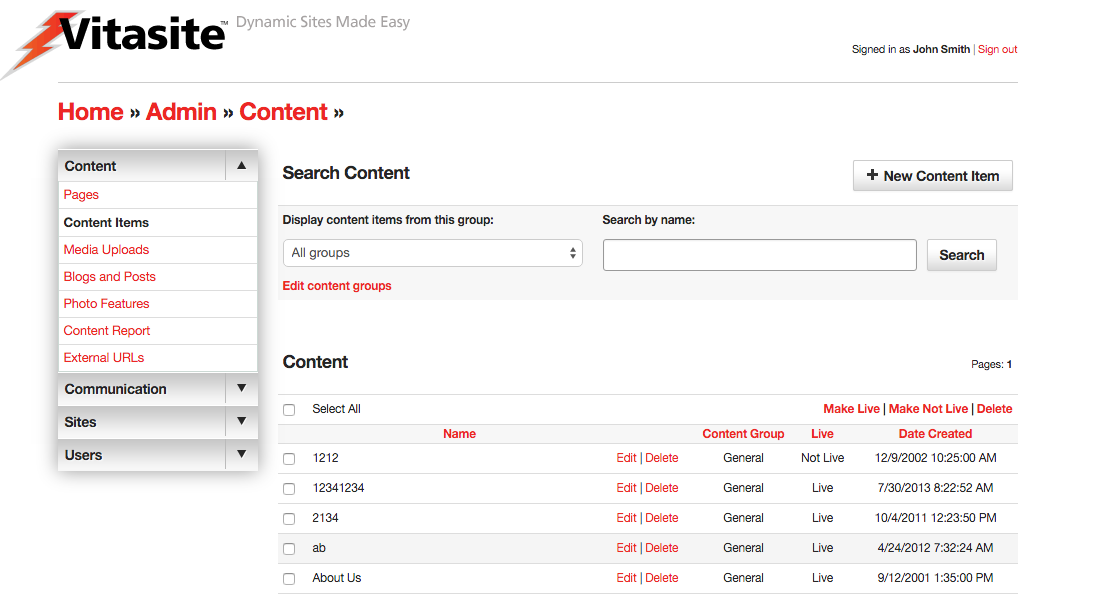 Vitasite™ Dynamic Sites Made Easy
Signed in as John Smith | Sign out
Home » Admin » Content »
Content ▲
Pages
Content Items
Media Uploads
Blogs and Posts
Photo Features
Content Report
External URLs
Communication ▼
Sites ▼
Users ▼
Search Content
+ New Content Item
Display content items from this group:
All groups
Edit content groups
Search by name:
Search
Content
Pages: 1
Select All
Make Live | Make Not Live | Delete
Name Content Group Live Date Created
1212 Edit | Delete General Not Live 12/9/2002 10:25:00 AM
12341234 Edit | Delete General Live 7/30/2013 8:22:52 AM
2134 Edit | Delete General Live 10/4/2011 12:23:50 PM
ab Edit | Delete General Live 4/24/2012 7:32:24 AM
About Us Edit | Delete General Live 9/12/2001 1:35:00 PM